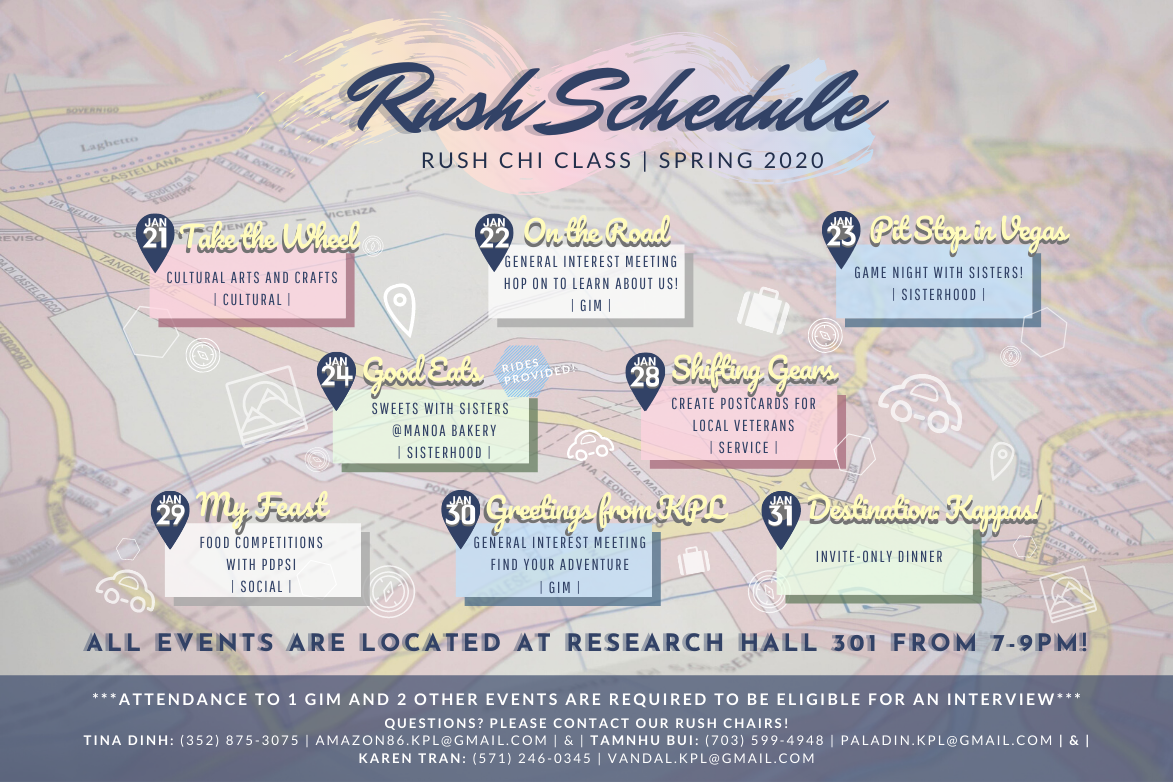 Rush Schedule
RUSH CHI CLASS | SPRING 2020
JAN 21 Take the Wheel
CULTURAL ARTS AND CRAFTS
| CULTURAL |
JAN 22 On the Road
GENERAL INTEREST MEETING
HOP ON TO LEARN ABOUT US!
| GIM |
JAN 23 Pit Stop in Vegas
GAME NIGHT WITH SISTERS!
| SISTERHOOD |
JAN 24 Good Eats
RIDES
PROVIDED!
SWEETS WITH SISTERS
@MANOA BAKERY
| SISTERHOOD |
JAN 28 Shifting Gears
CREATE POSTCARDS FOR
LOCAL VETERANS
| SERVICE |
JAN 29 My Feast
FOOD COMPETITIONS
WITH PDPSI
| SOCIAL |
JAN 30 Greetings from KPL
GENERAL INTEREST MEETING
FIND YOUR ADVENTURE
| GIM |
JAN 31 Destination: Kappas!
INVITE-ONLY DINNER
ALL EVENTS ARE LOCATED AT RESEARCH HALL 301 FROM 7-9PM!
***ATTENDANCE TO 1 GIM AND 2 OTHER EVENTS ARE REQUIRED TO BE ELIGIBLE FOR AN INTERVIEW***
QUESTIONS? PLEASE CONTACT OUR RUSH CHAIRS!
TINA DINH: (352) 875-3075 | AMAZON86.KPL@GMAIL.COM | & | TAMNHU BUI: (703) 599-4948 | PALADIN.KPL@GMAIL.COM | & |
KAREN TRAN: (571) 246-0345 | VANDAL.KPL@GMAIL.COM
SOVERNIGO
Laghetto
CASTELLANA
VIA BELLINI
VICENZA